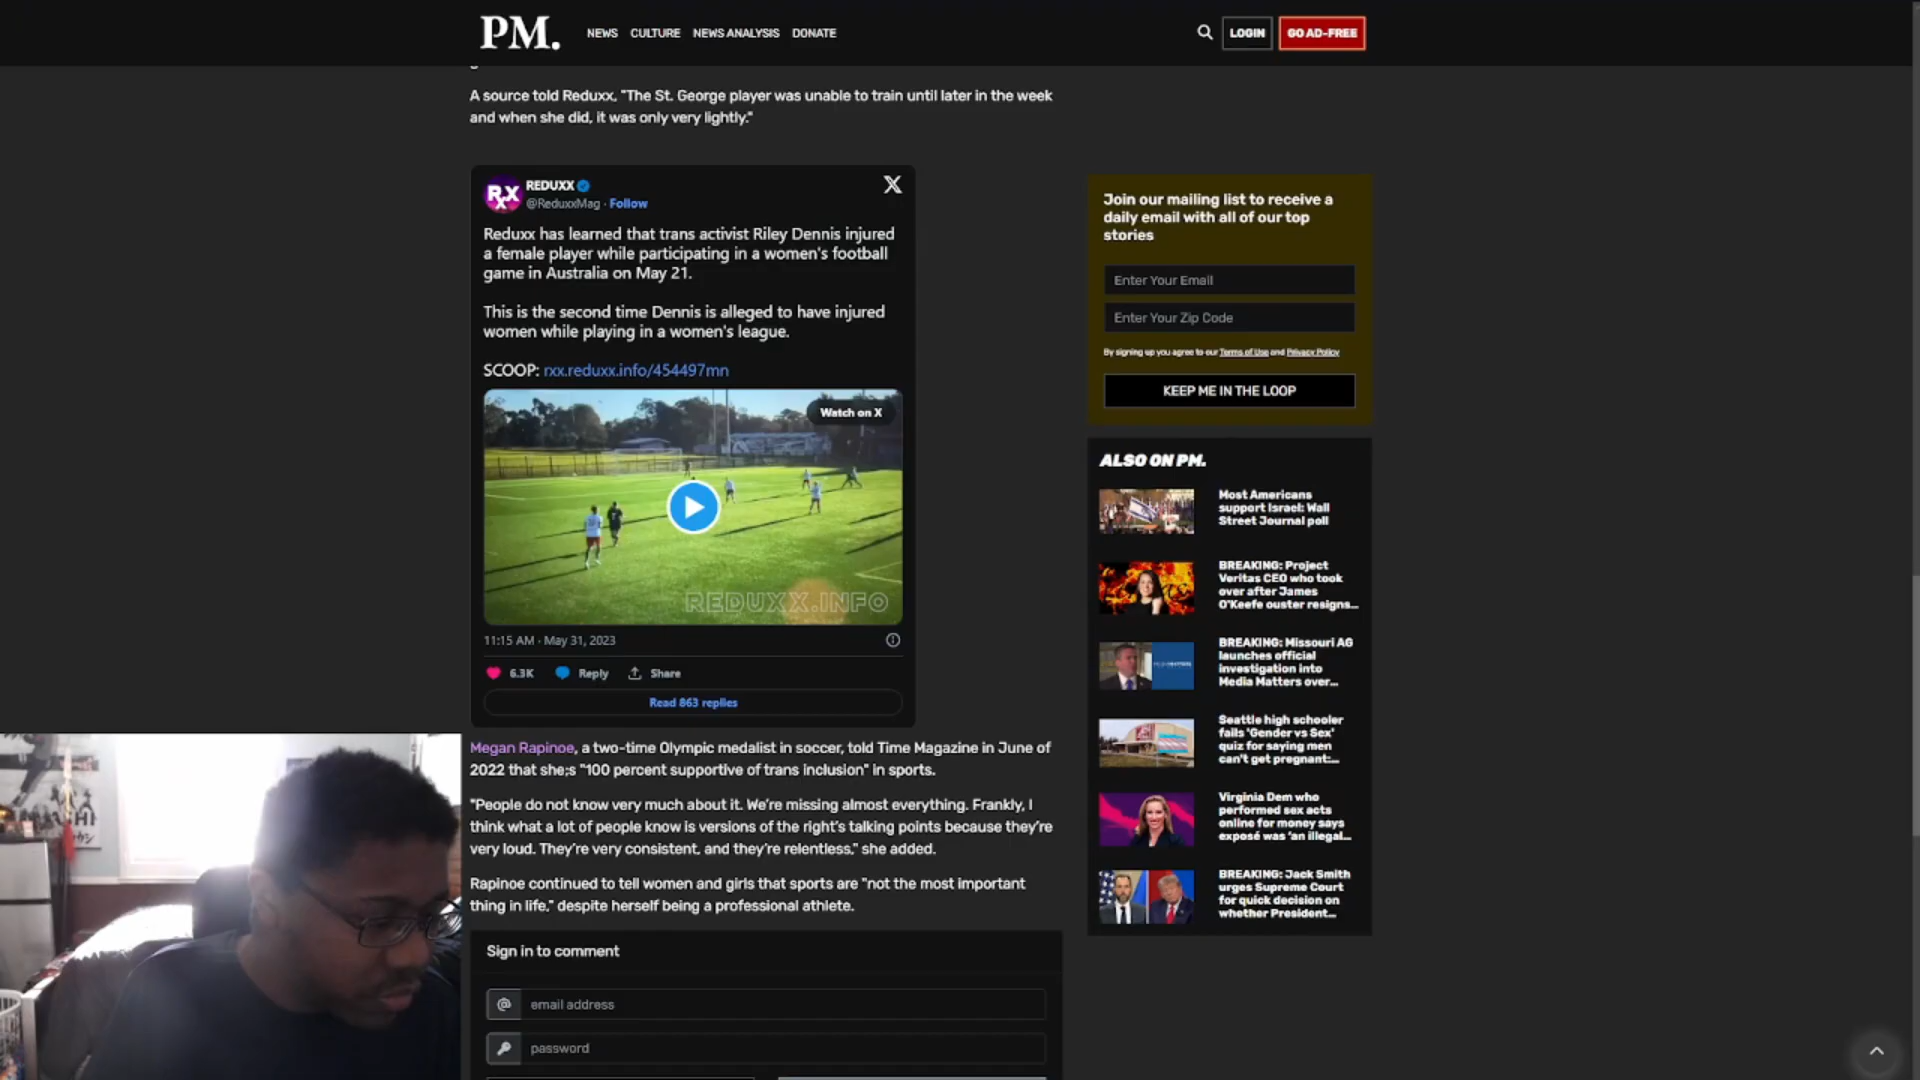 PM.
NEWS CULTURE NEWS ANALYSIS DONATE
LOGIN
GO AD-FREE
A source told Reduxx, "The St. George player was unable to train until later in the week
and when she did, it was only very lightly."
RXX
REDUXX
@ReduxxMag · Follow
Reduxx has learned that trans activist Riley Dennis injured
a female player while participating in a women's football
game in Australia on May 21.
This is the second time Dennis is alleged to have injured
women while playing in a women's league.
SCOOP: rxx.reduxx.info/454497mn
Watch on X
REDUXX.INFO
11:15 AM · May 31, 2023
6.3K Reply Share
Read 863 replies
Megan Rapinoe, a two-time Olympic medalist in soccer, told Time Magazine in June of
2022 that she;s "100 percent supportive of trans inclusion" in sports.
"People do not know very much about it. We're missing almost everything. Frankly, I
think what a lot of people know is versions of the right's talking points because they're
very loud. They're very consistent, and they're relentless," she added.
Rapinoe continued to tell women and girls that sports are "not the most important
thing in life," despite herself being a professional athlete.
Sign in to comment
@ email address
password
Join our mailing list to receive a
daily email with all of our top
stories
Enter Your Email
Enter Your Zip Code
By signing up you agree to our Terms of Use and Privacy Policy
KEEP ME IN THE LOOP
ALSO ON PM.
Most Americans
support Israel: Wall
Street Journal poll
BREAKING: Project
Veritas CEO who took
over after James
O'Keefe ouster resigns...
BREAKING: Missouri AG
launches official
investigation into
Media Matters over...
Seattle high schooler
fails 'Gender vs Sex'
quiz for saying men
can't get pregnant:...
Virginia Dem who
performed sex acts
online for money says
exposé was 'an illegal...
BREAKING: Jack Smith
urges Supreme Court
for quick decision on
whether President...